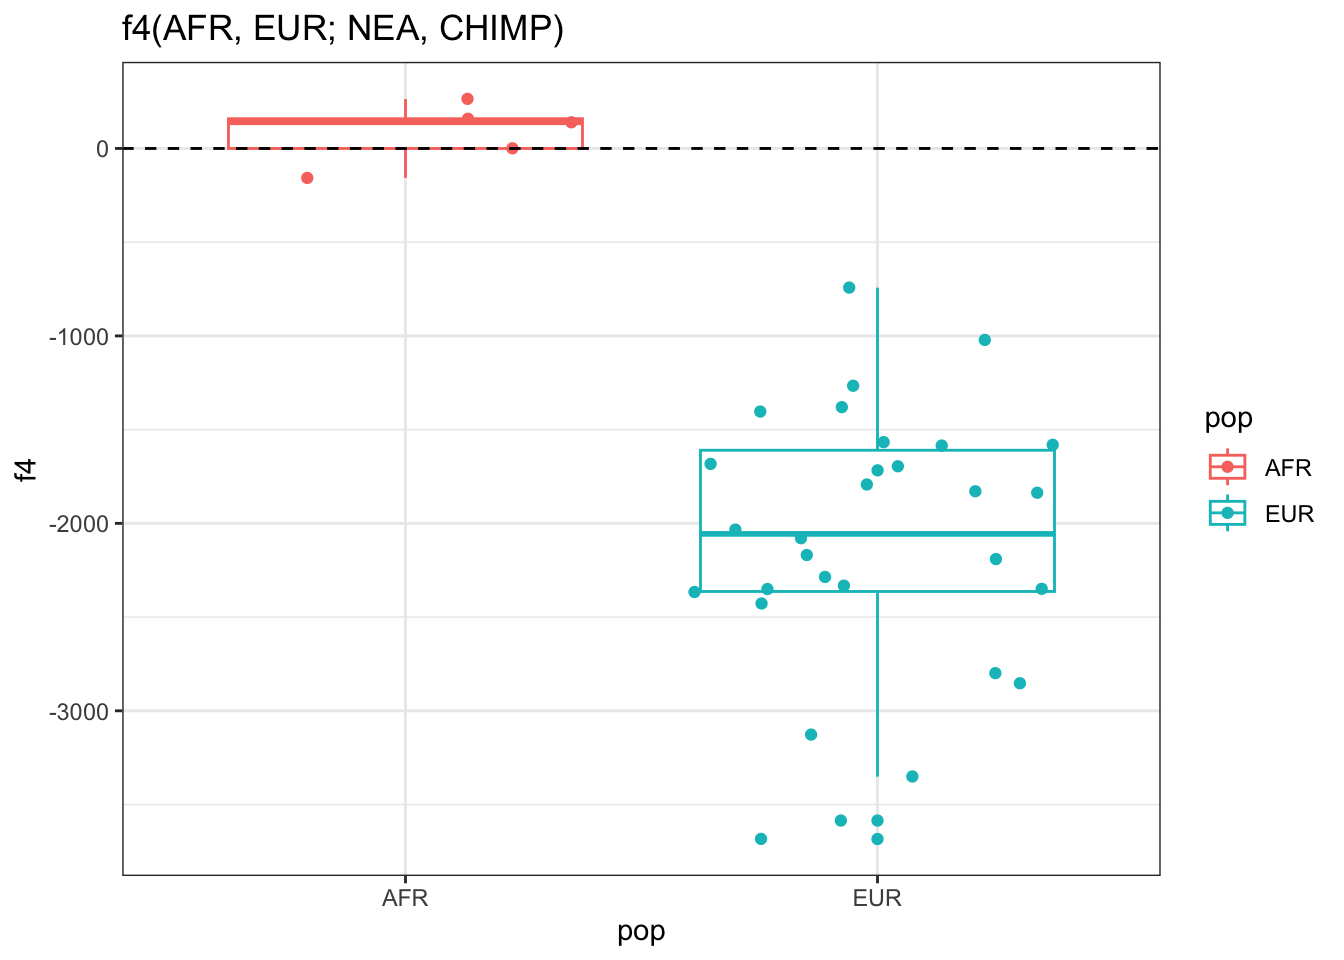 f4(AFR, EUR; NEA, CHIMP)
f4
0
-1000
-2000
-3000
AFR
EUR
pop
pop
AFR
EUR